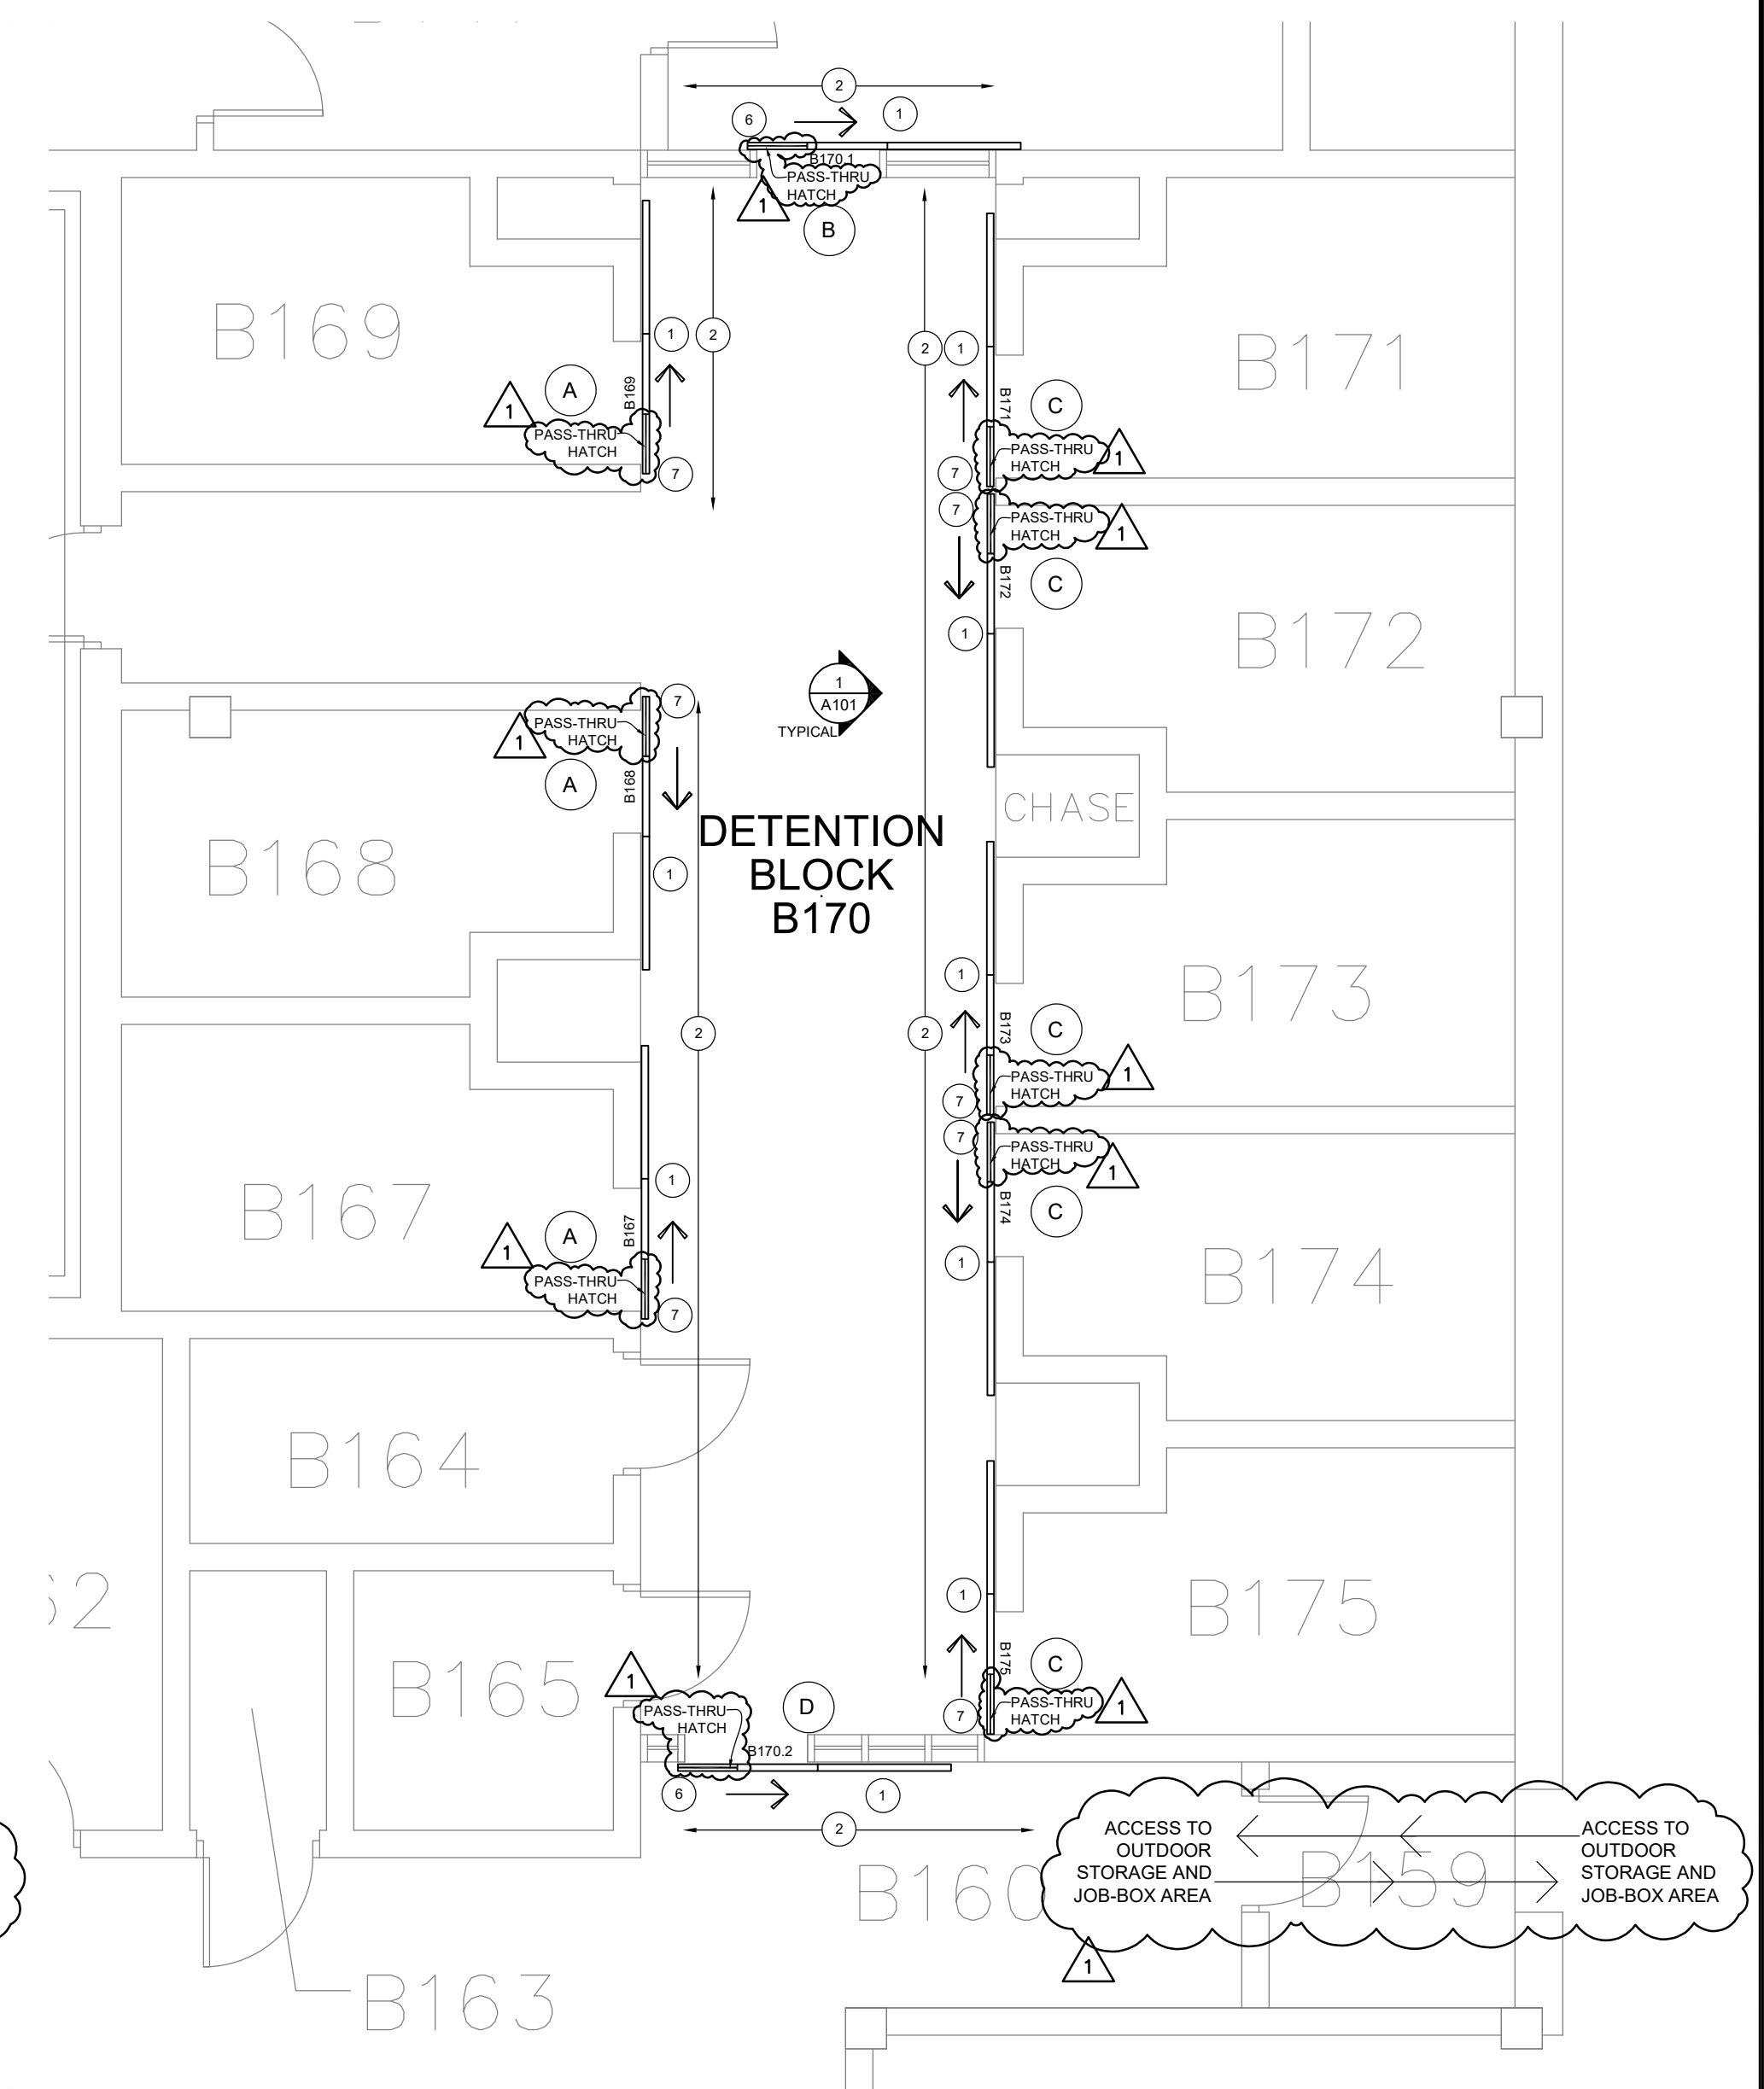 2
6
1
B170.1
PASS-THRU
HATCH
1
B
B169
1
2
2
1
B171
A
B169
1
PASS-THRU
HATCH
7
B171
C
PASS-THRU
HATCH
1
7
7
PASS-THRU
HATCH
1
B172
C
1
B172
7
PASS-THRU
HATCH
1
A
B168
1
A101
TYPICAL
CHASE
DETENTION
BLOCK
B170
B168
1
1
B173
2
2
B173
C
PASS-THRU
HATCH
1
7
7
PASS-THRU
HATCH
1
B174
C
1
B167
1
A
B167
1
PASS-THRU
HATCH
7
B174
B164
1
B175
B175
C
62
B165
1
PASS-THRU
HATCH
D
7
PASS-THRU
HATCH
1
B170.2
6
1
2
ACCESS TO
OUTDOOR
STORAGE AND
JOB-BOX AREA
ACCESS TO
OUTDOOR
STORAGE AND
JOB-BOX AREA
B160
B159
1
B163